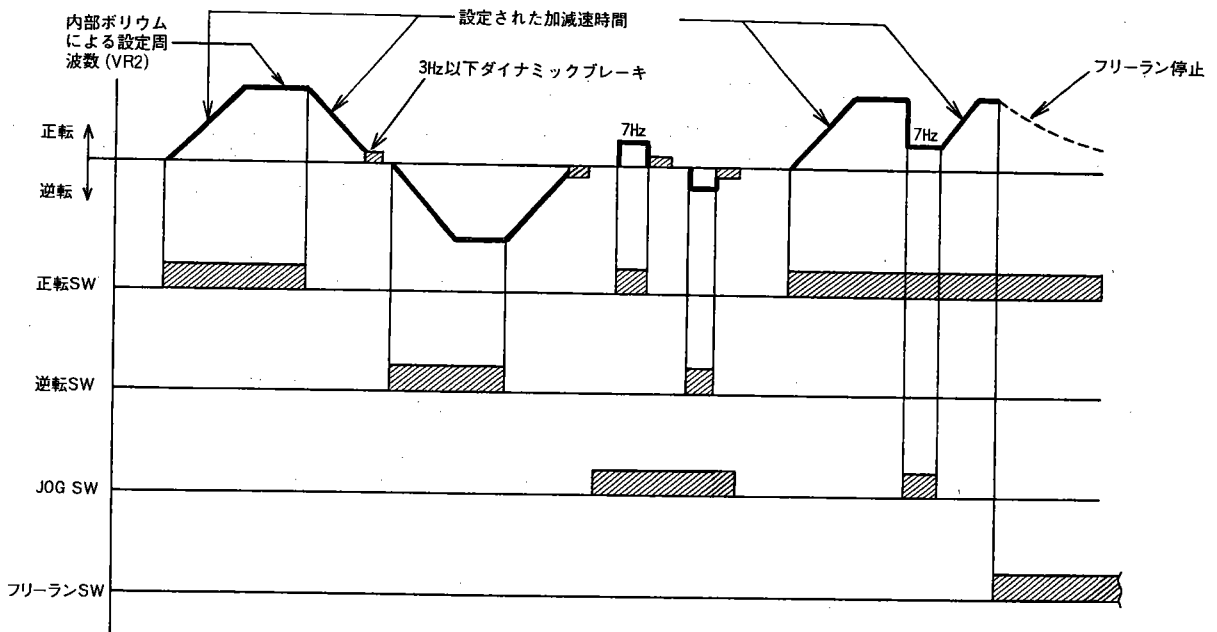 内部ボリウム
による設定周
波数(VR2)
設定された加減速時間
3Hz以下ダイナミックブレーキ
フリーラン停止
正転
7Hz
7Hz
逆転
正転SW
逆転SW
JOG SW
フリーランSW